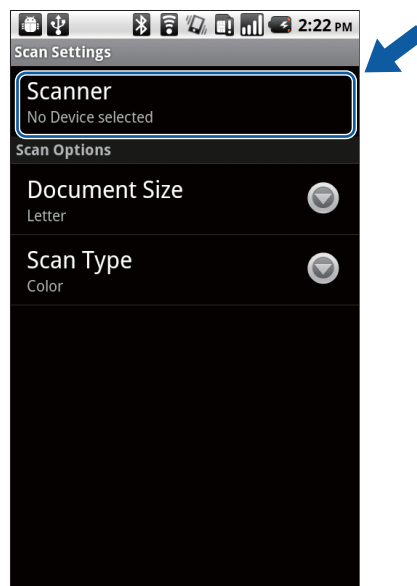 2:22 PM
Scan Settings
Scanner
No Device selected
Scan Options
Document Size
Letter
Scan Type
Color